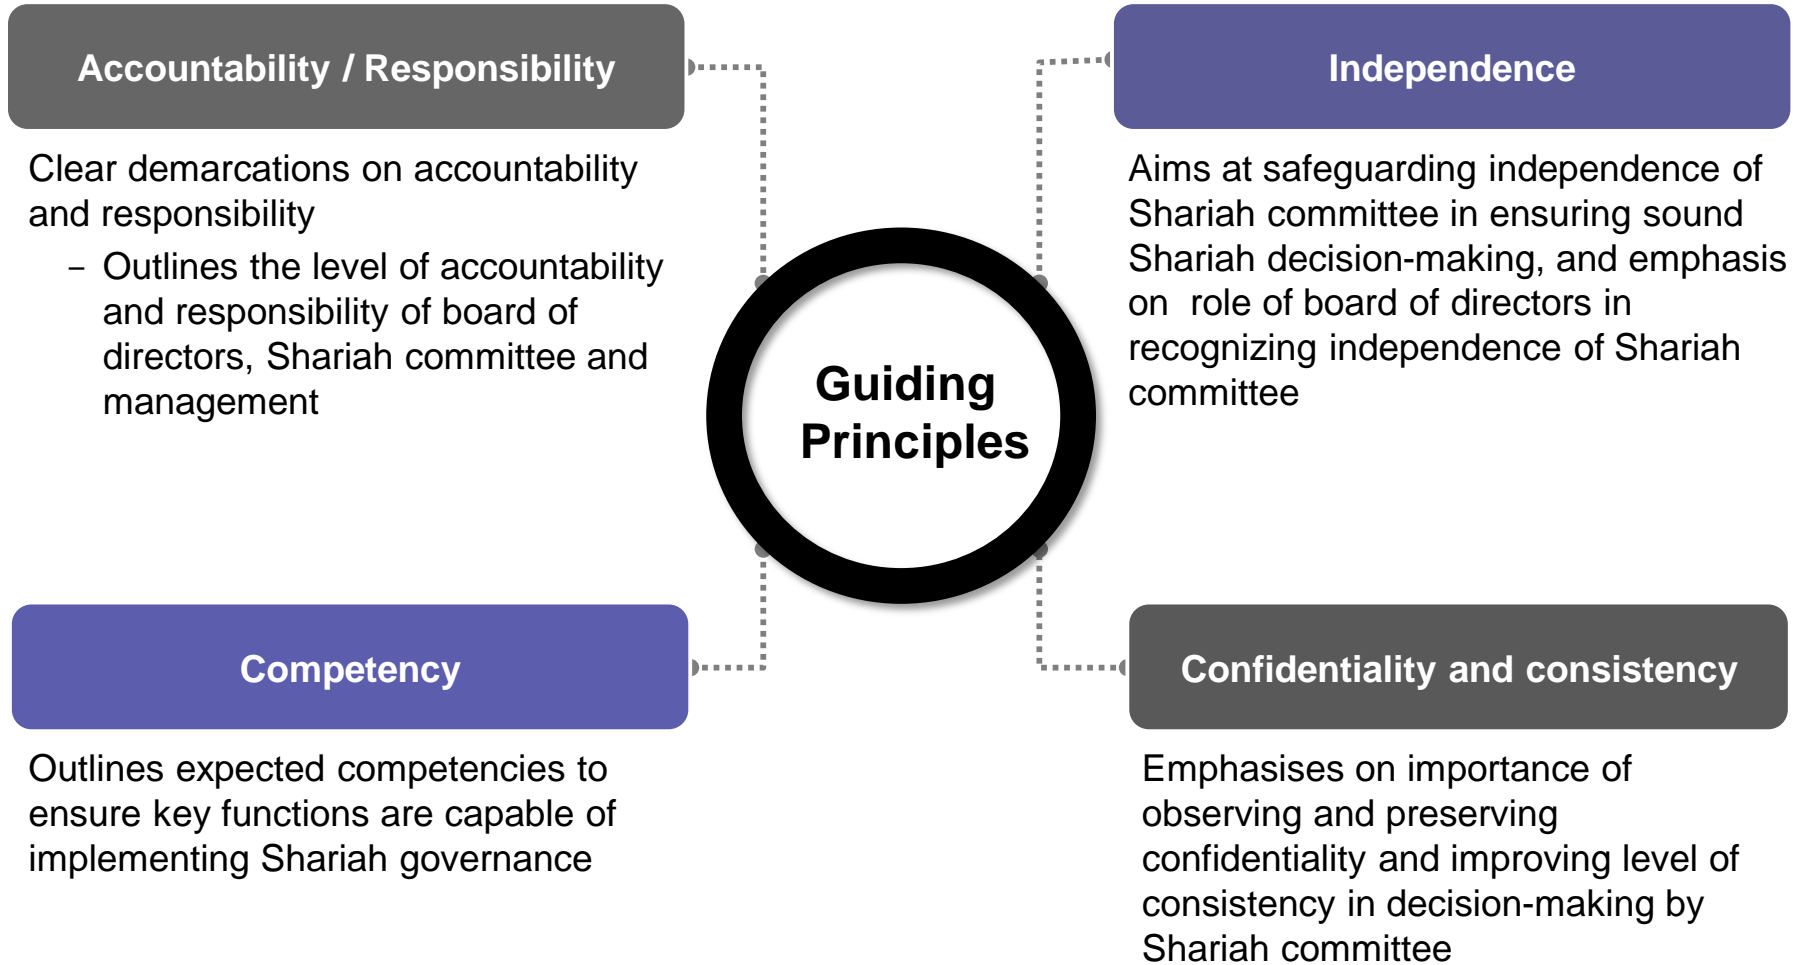 Accountability / Responsibility
Clear demarcations on accountability
and responsibility
– Outlines the level of accountability
and responsibility of board of
directors, Shariah committee and
management
Independence
Aims at safeguarding independence of
Shariah committee in ensuring sound
Shariah decision-making, and emphasis
on  role of board of directors in
recognizing independence of Shariah
committee
Guiding
Principles
Competency
Outlines expected competencies to
ensure key functions are capable of
implementing Shariah governance
Confidentiality and consistency
Emphasises on importance of
observing and preserving
confidentiality and improving level of
consistency in decision-making by
Shariah committee